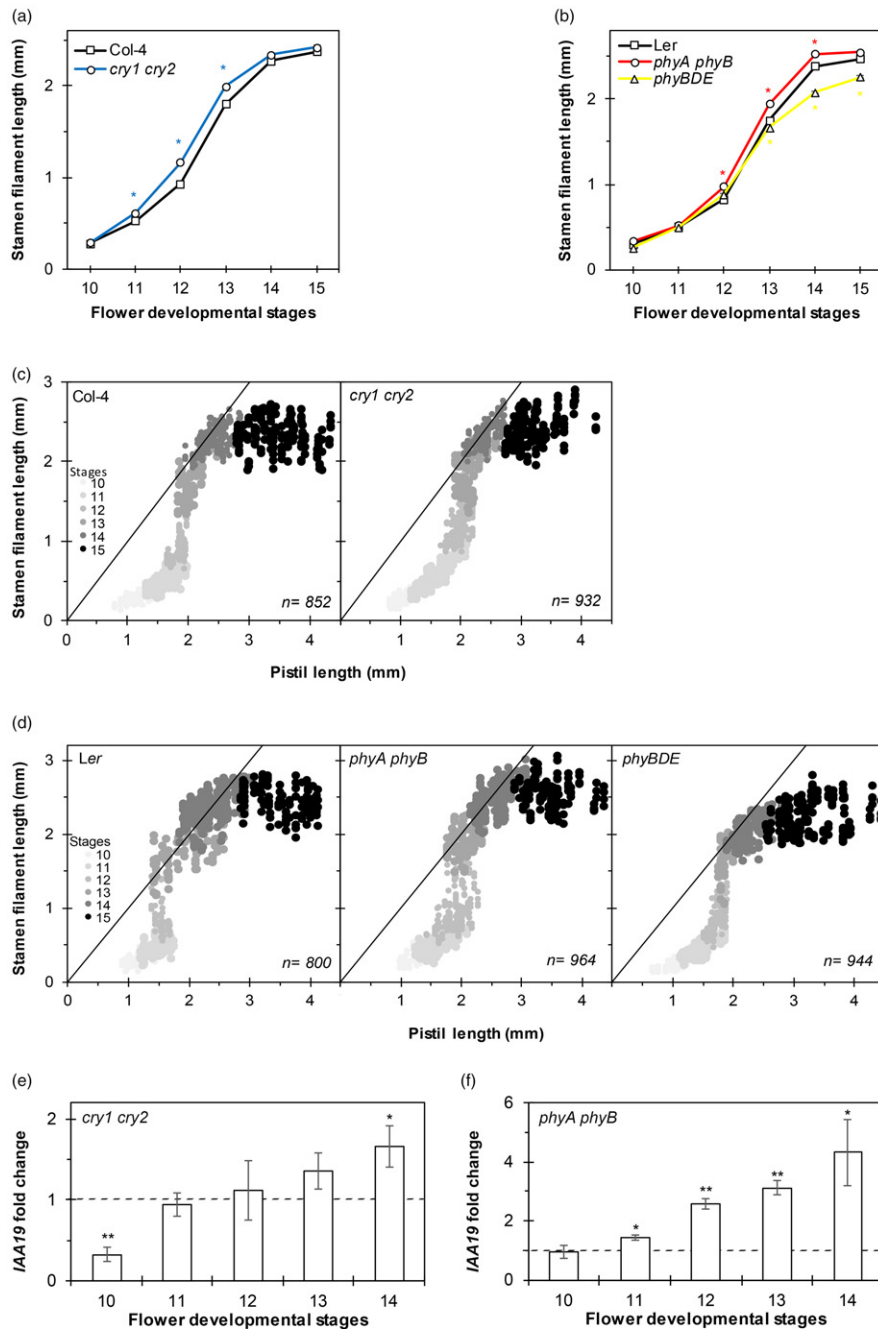 (a)
Stamen filament length (mm)
2
1
0
Col-4
cry1 cry2
*
*
*
10 11 12 13 14 15
Flower developmental stages
(b)
Stamen filament length (mm)
2
1
0
Ler
phyA phyB
phyBDE
*
*
*
*
*
*
10 11 12 13 14 15
Flower developmental stages
(c)
Stamen filament length (mm)
3
2
1
0
Col-4
Stages
10
11
12
13
14
15
n= 852
cry1 cry2
n= 932
0 1 2 3 4 1 2 3 4
Pistil length (mm)
(d)
Stamen filament length (mm)
3
2
1
0
Ler
Stages
10
11
12
13
14
15
n= 800
phyA phyB
n= 964
phyBDE
n= 944
0 1 2 3 4 1 2 3 4 1 2 3 4
Pistil length (mm)
(e)
IAA19 fold change
2
1
0
cry1 cry2
**
*
10 11 12 13 14
Flower developmental stages
(f)
IAA19 fold change
6
4
2
0
phyA phyB
*
**
**
*
10 11 12 13 14
Flower developmental stages